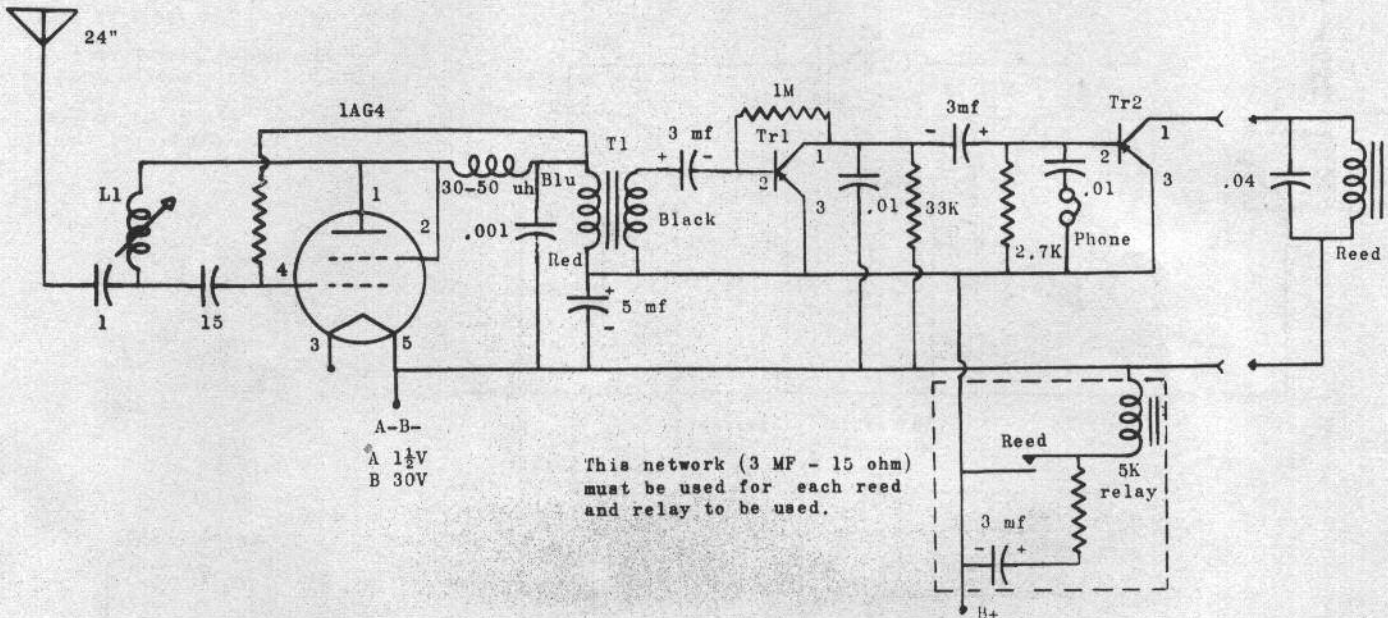 24"
1AG4
L1
1
15
4
1
2
3
5
30-50 uh
.001
Blu
Red
T1
Black
5 mf
+
-
3 mf
+ -
1M
Tr1
1
2
3
.01
33K
3mf
- +
2.7K
Tr2
1
2
3
.01
Phone
.04
Reed
A-B-
A 1½V
B 30V
This network (3 MF - 15 ohm)
must be used for each reed
and relay to be used.
Reed
5K
relay
3 mf
- +
B+